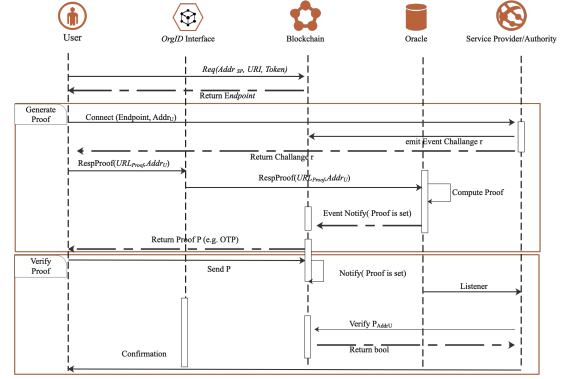 User
OrgID Interface
Blockchain
Oracle
Service Provider/Authority
Req(Addr SP, URI, Token)
Return Endpoint
Generate
Proof
Connect (Endpoint, AddrU)
emit Event Challange r
Return Challange r
RespProof(URLProof,AddrU)
RespProof(URLProof,AddrU)
Compute Proof
Event Notify( Proof is set)
Return Proof P (e.g. OTP)
Verify
Proof
Send P
Notify( Proof is set)
Listener
Verify PAddrU
Return bool
Confirmation